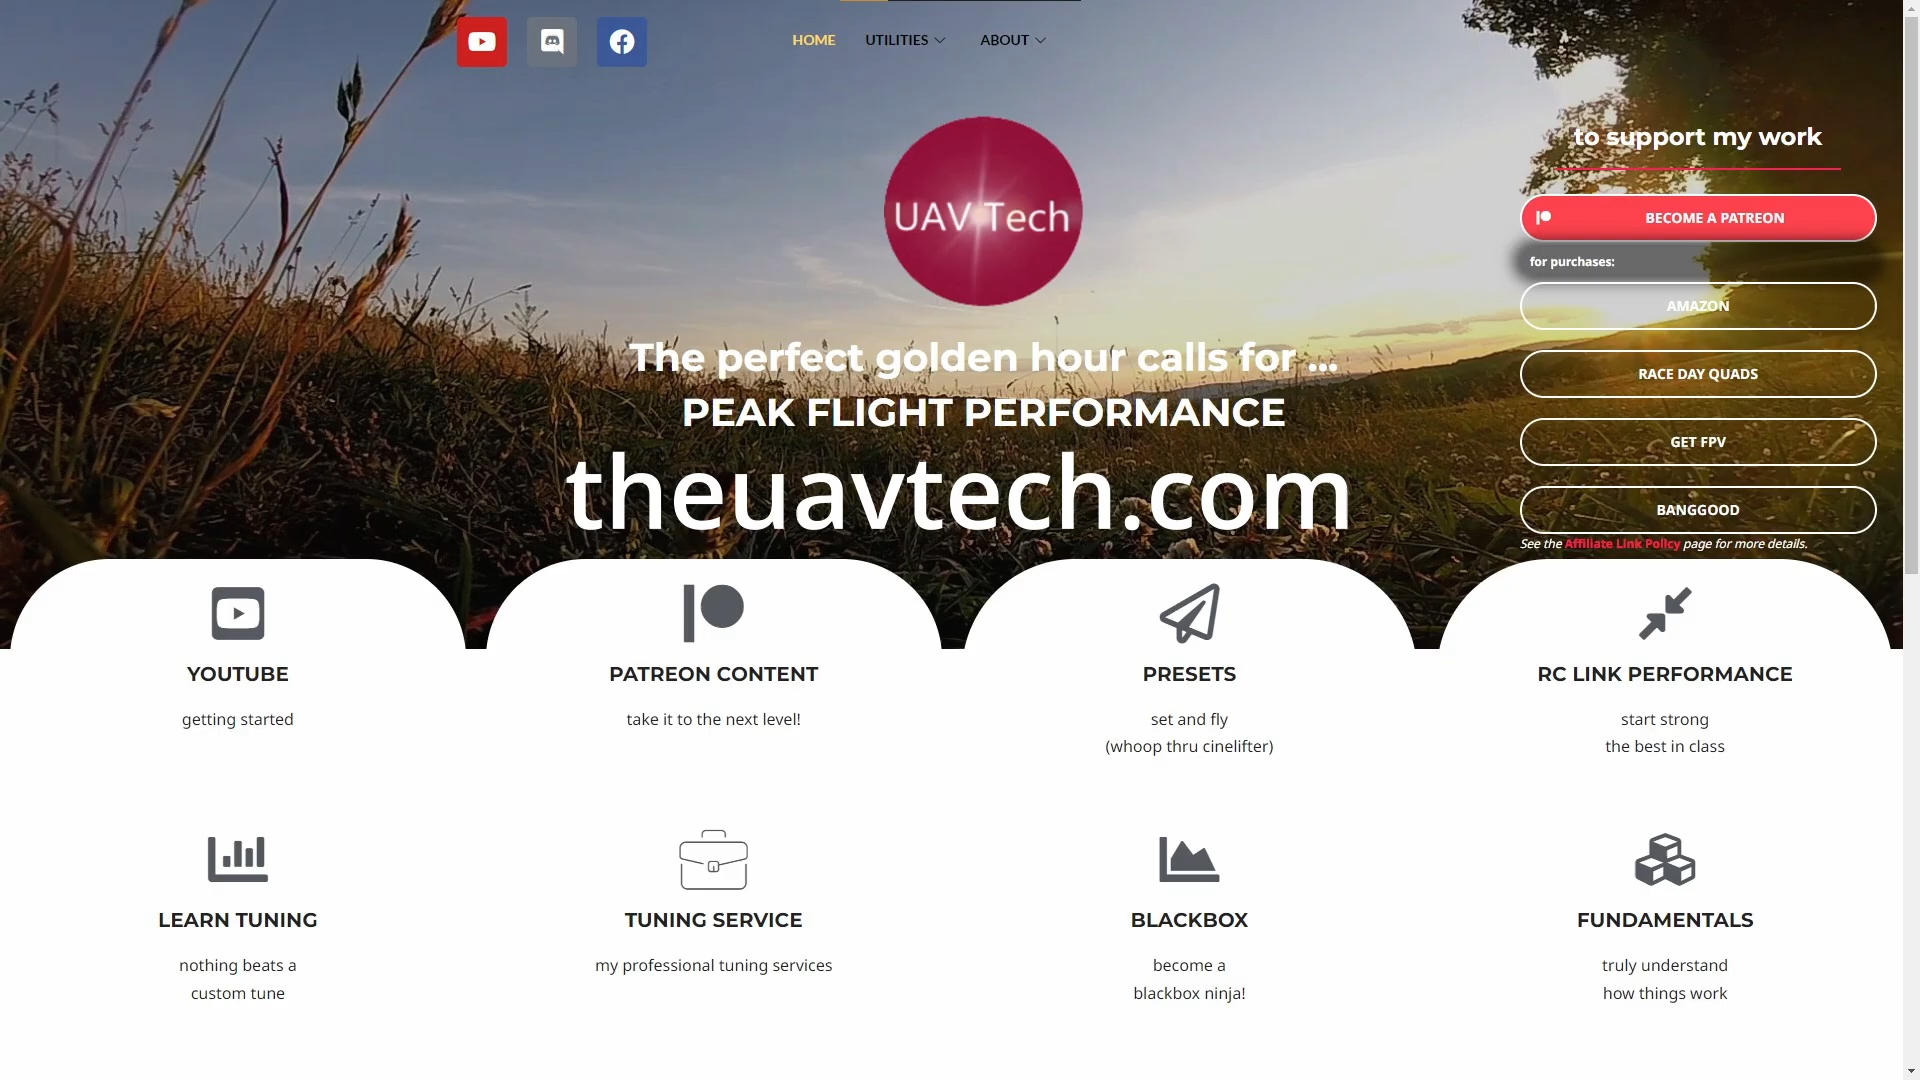 HOME
UTILITIES
ABOUT
UAV Tech
to support my work
BECOME A PATREON
for purchases:
AMAZON
RACE DAY QUADS
GET FPV
BANGGOOD
See the Affiliate Link Policy page for more details.
The perfect golden hour calls for ...
PEAK FLIGHT PERFORMANCE
theuavtech.com
YOUTUBE
getting started
PATREON CONTENT
take it to the next level!
PRESETS
set and fly
(whoop thru cinelifter)
RC LINK PERFORMANCE
start strong
the best in class
LEARN TUNING
nothing beats a
custom tune
TUNING SERVICE
my professional tuning services
BLACKBOX
become a
blackbox ninja!
FUNDAMENTALS
truly understand
how things work